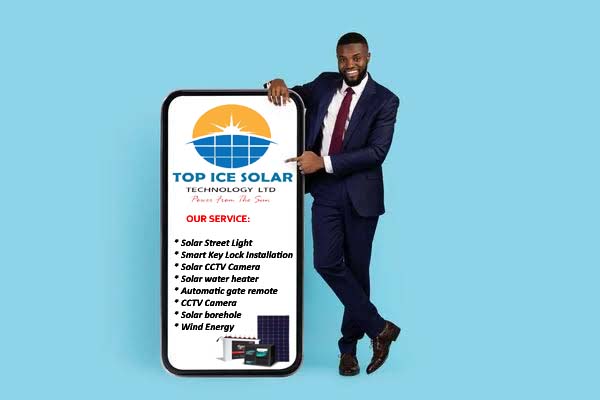 TOP ICE SOLAR
TECHNOLOGY LTD
Power From The Sun
OUR SERVICE:
* Solar Street Light
* Smart Key Lock Installation
* Solar CCTV Camera
* Solar water heater
* Automatic gate remote
* CCTV Camera
* Solar borehole
* Wind Energy